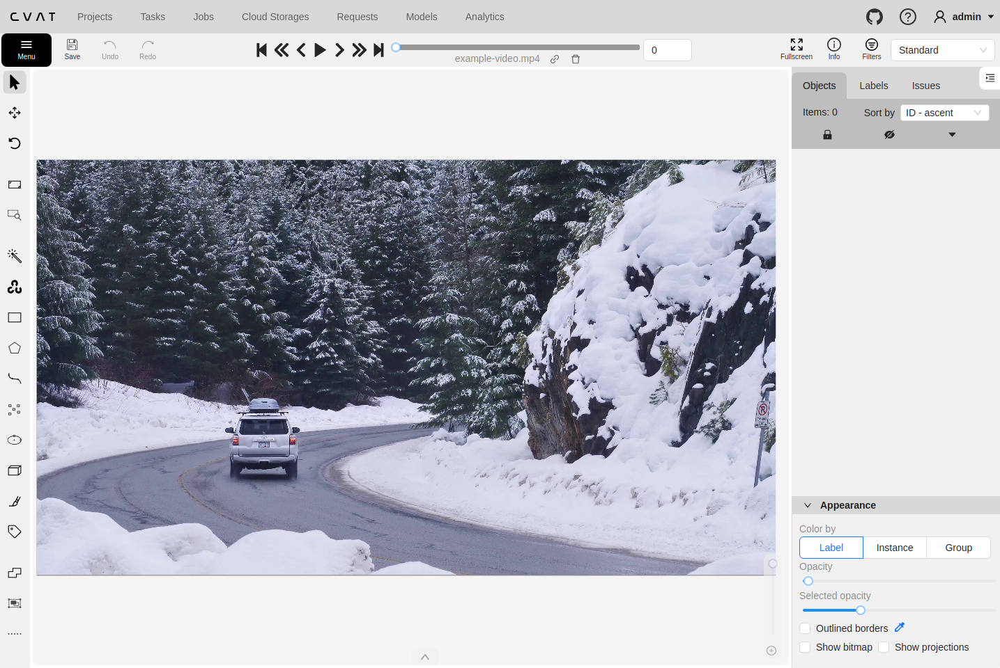 CVAT Projects Tasks Jobs Cloud Storages Requests Models Analytics admin
Menu Save Undo Redo example-video.mp4 0 Fullscreen Info Filters Standard
Objects Labels Issues
Items: 0 Sort by ID - ascent
Appearance
Color by
Label Instance Group
Opacity
Selected opacity
Outlined borders
Show bitmap Show projections